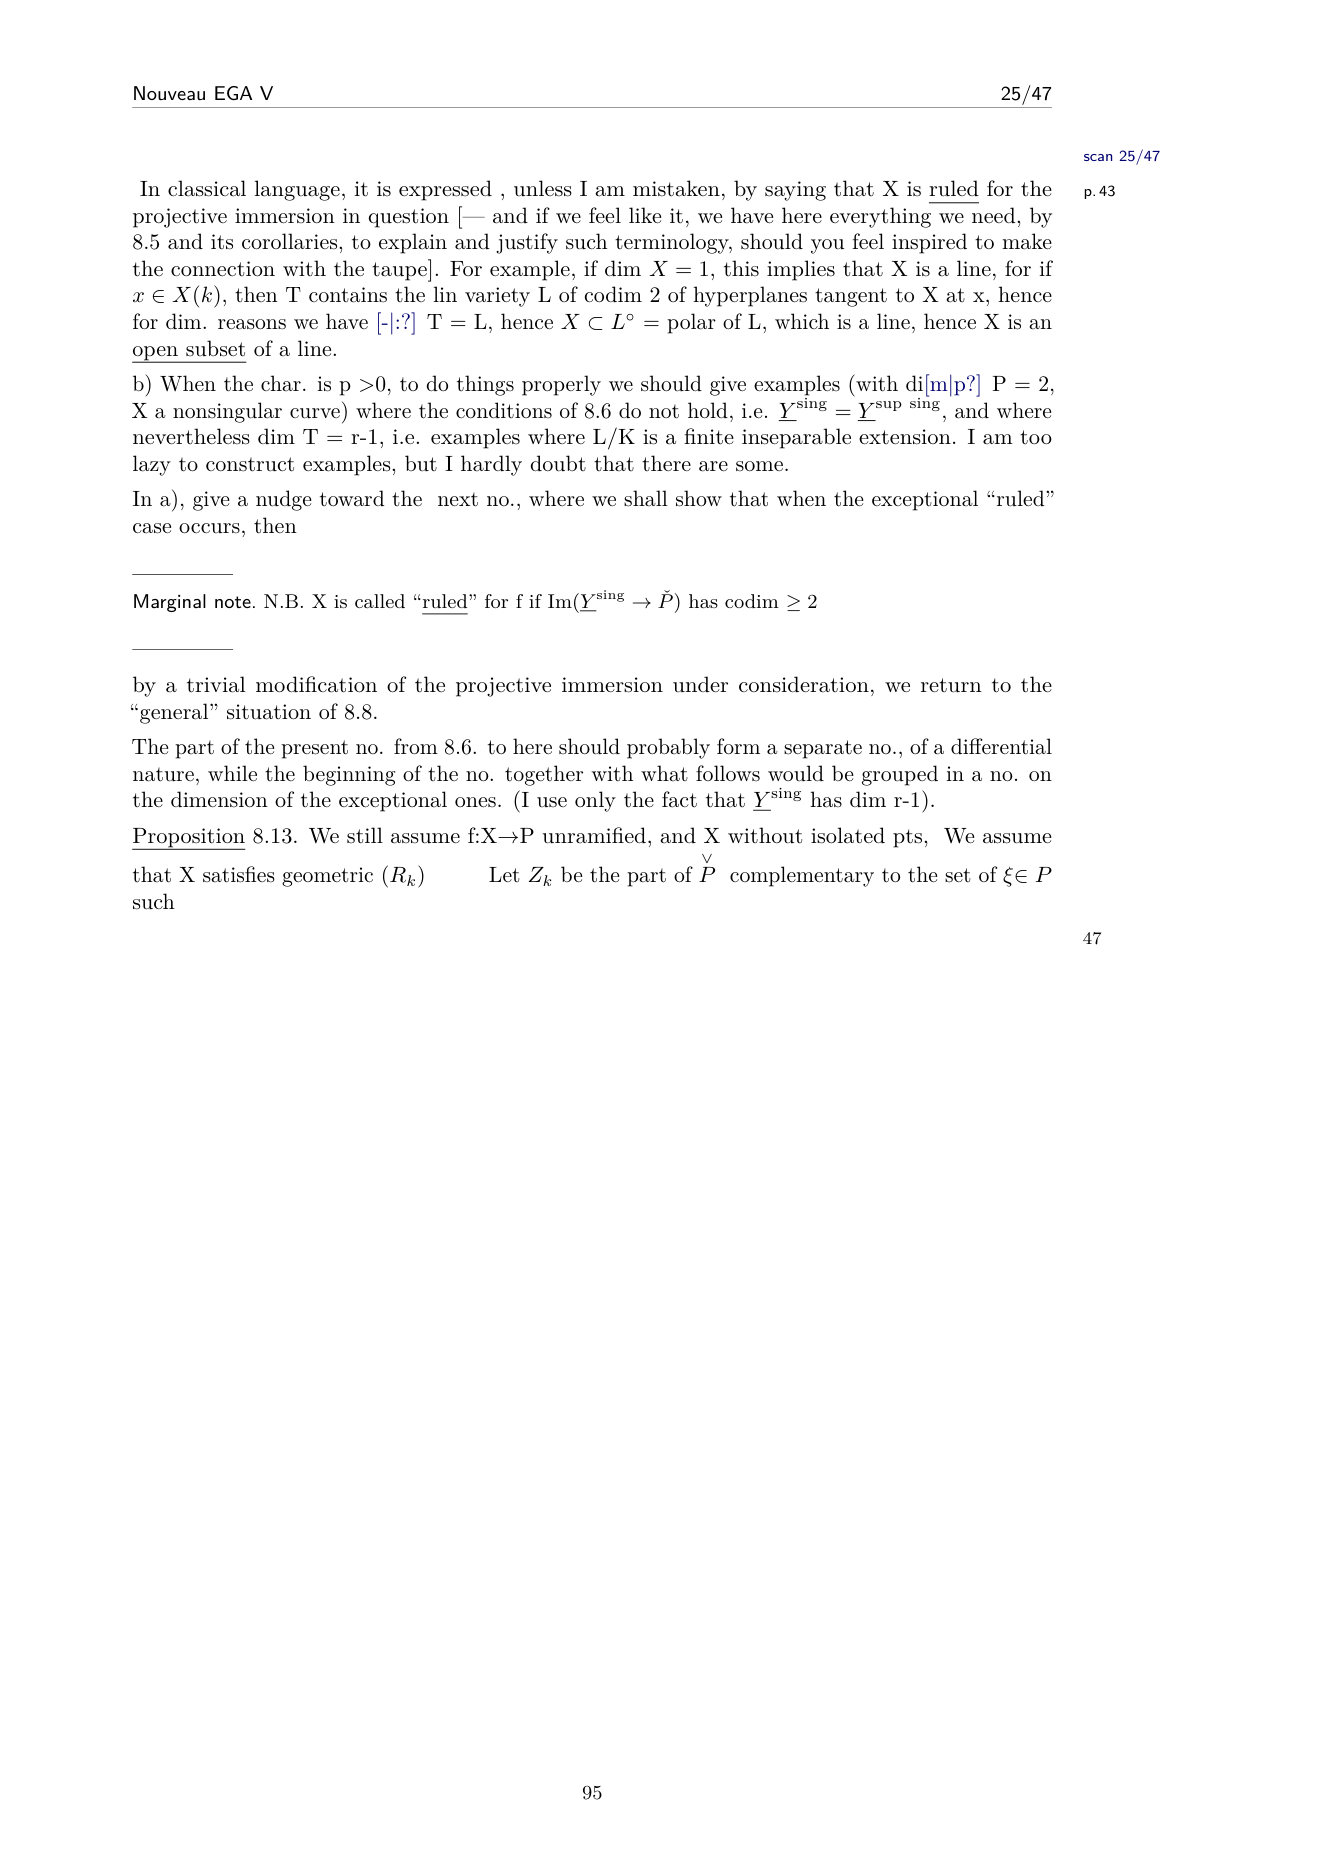 Nouveau EGA V 25/47
scan 25/47
In classical language, it is expressed , unless I am mistaken, by saying that X is ruled for the p. 43
projective immersion in question [— and if we feel like it, we have here everything we need, by
8.5 and its corollaries, to explain and justify such terminology, should you feel inspired to make
the connection with the taupe]. For example, if dim X = 1, this implies that X is a line, for if
x ∈ X(k), then T contains the lin variety L of codim 2 of hyperplanes tangent to X at x, hence
for dim. reasons we have [-|:?] T = L, hence X ⊂ L° = polar of L, which is a line, hence X is an
open subset of a line.
b) When the char. is p >0, to do things properly we should give examples (with di[m|p?] P = 2,
X a nonsingular curve) where the conditions of 8.6 do not hold, i.e. Y^sing = Y^sup sing, and where
nevertheless dim T = r-1, i.e. examples where L/K is a finite inseparable extension. I am too
lazy to construct examples, but I hardly doubt that there are some.
In a), give a nudge toward the next no., where we shall show that when the exceptional “ruled”
case occurs, then
Marginal note. N.B. X is called “ruled” for f if Im(Y^sing → P̌) has codim ≥ 2
by a trivial modification of the projective immersion under consideration, we return to the
“general” situation of 8.8.
The part of the present no. from 8.6. to here should probably form a separate no., of a differential
nature, while the beginning of the no. together with what follows would be grouped in a no. on
the dimension of the exceptional ones. (I use only the fact that Y^sing has dim r-1).
Proposition 8.13. We still assume f:X→P unramified, and X without isolated pts, We assume
that X satisfies geometric (R_k) Let Z_k be the part of P̌ complementary to the set of ξ∈ P
such
47
95